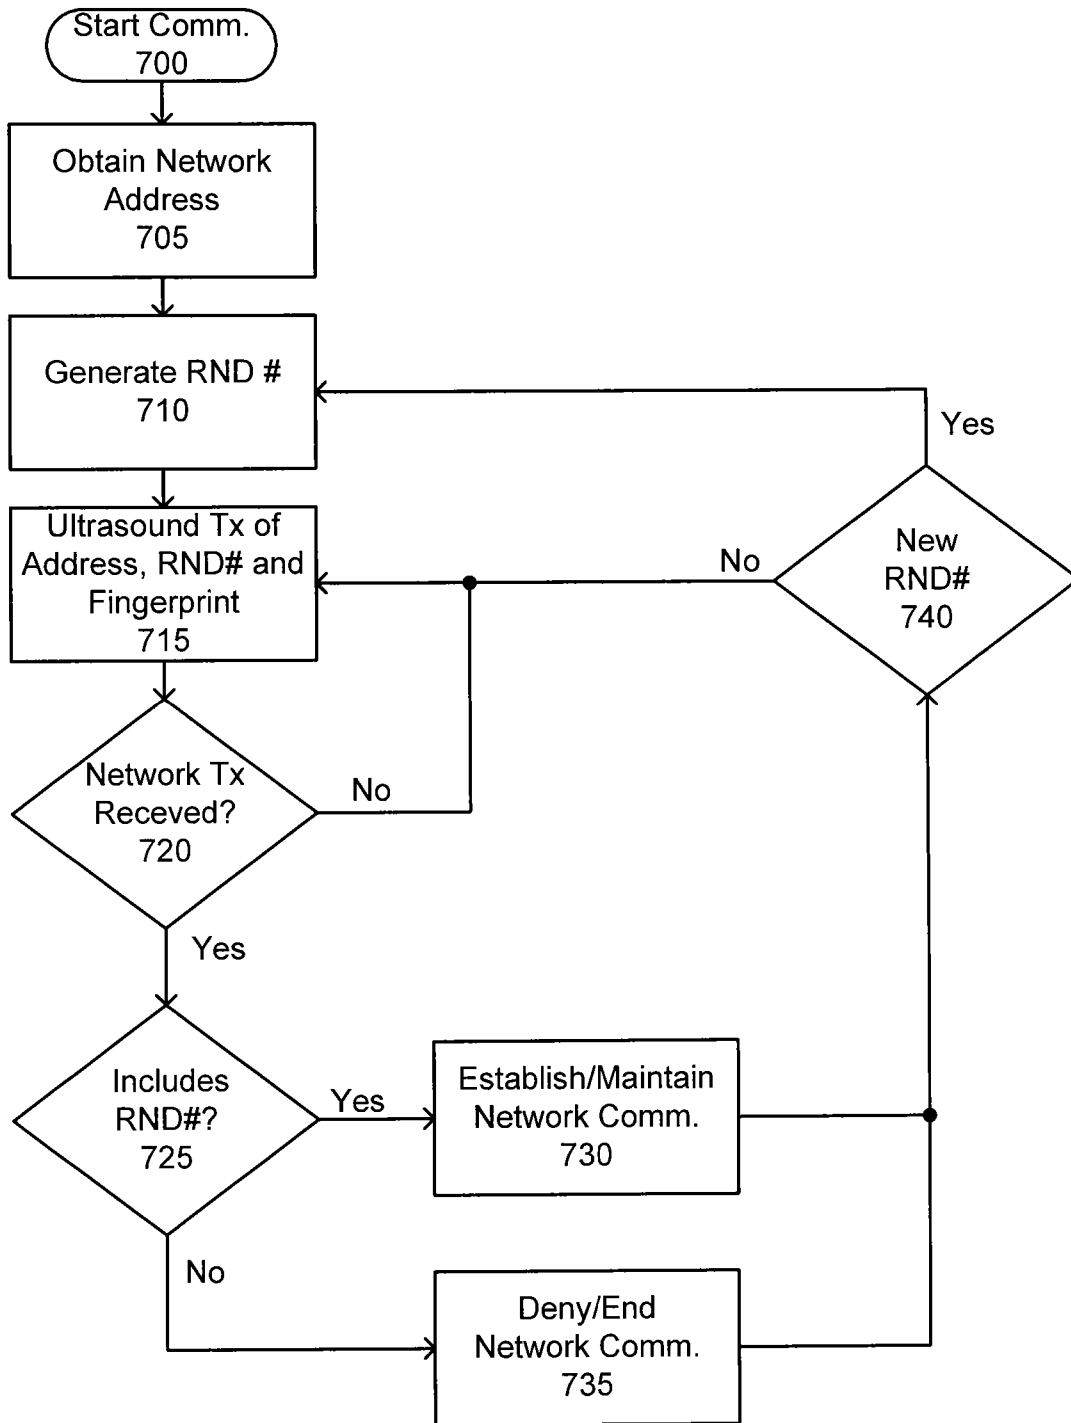 Start Comm.
700
Obtain Network
Address
705
Generate RND #
710
Yes
Ultrasound Tx of
Address, RND# and
Fingerprint
715
No
New
RND#
740
Network Tx
Receved?
720
No
Yes
Includes
RND#?
725
Yes
Establish/Maintain
Network Comm.
730
No
Deny/End
Network Comm.
735